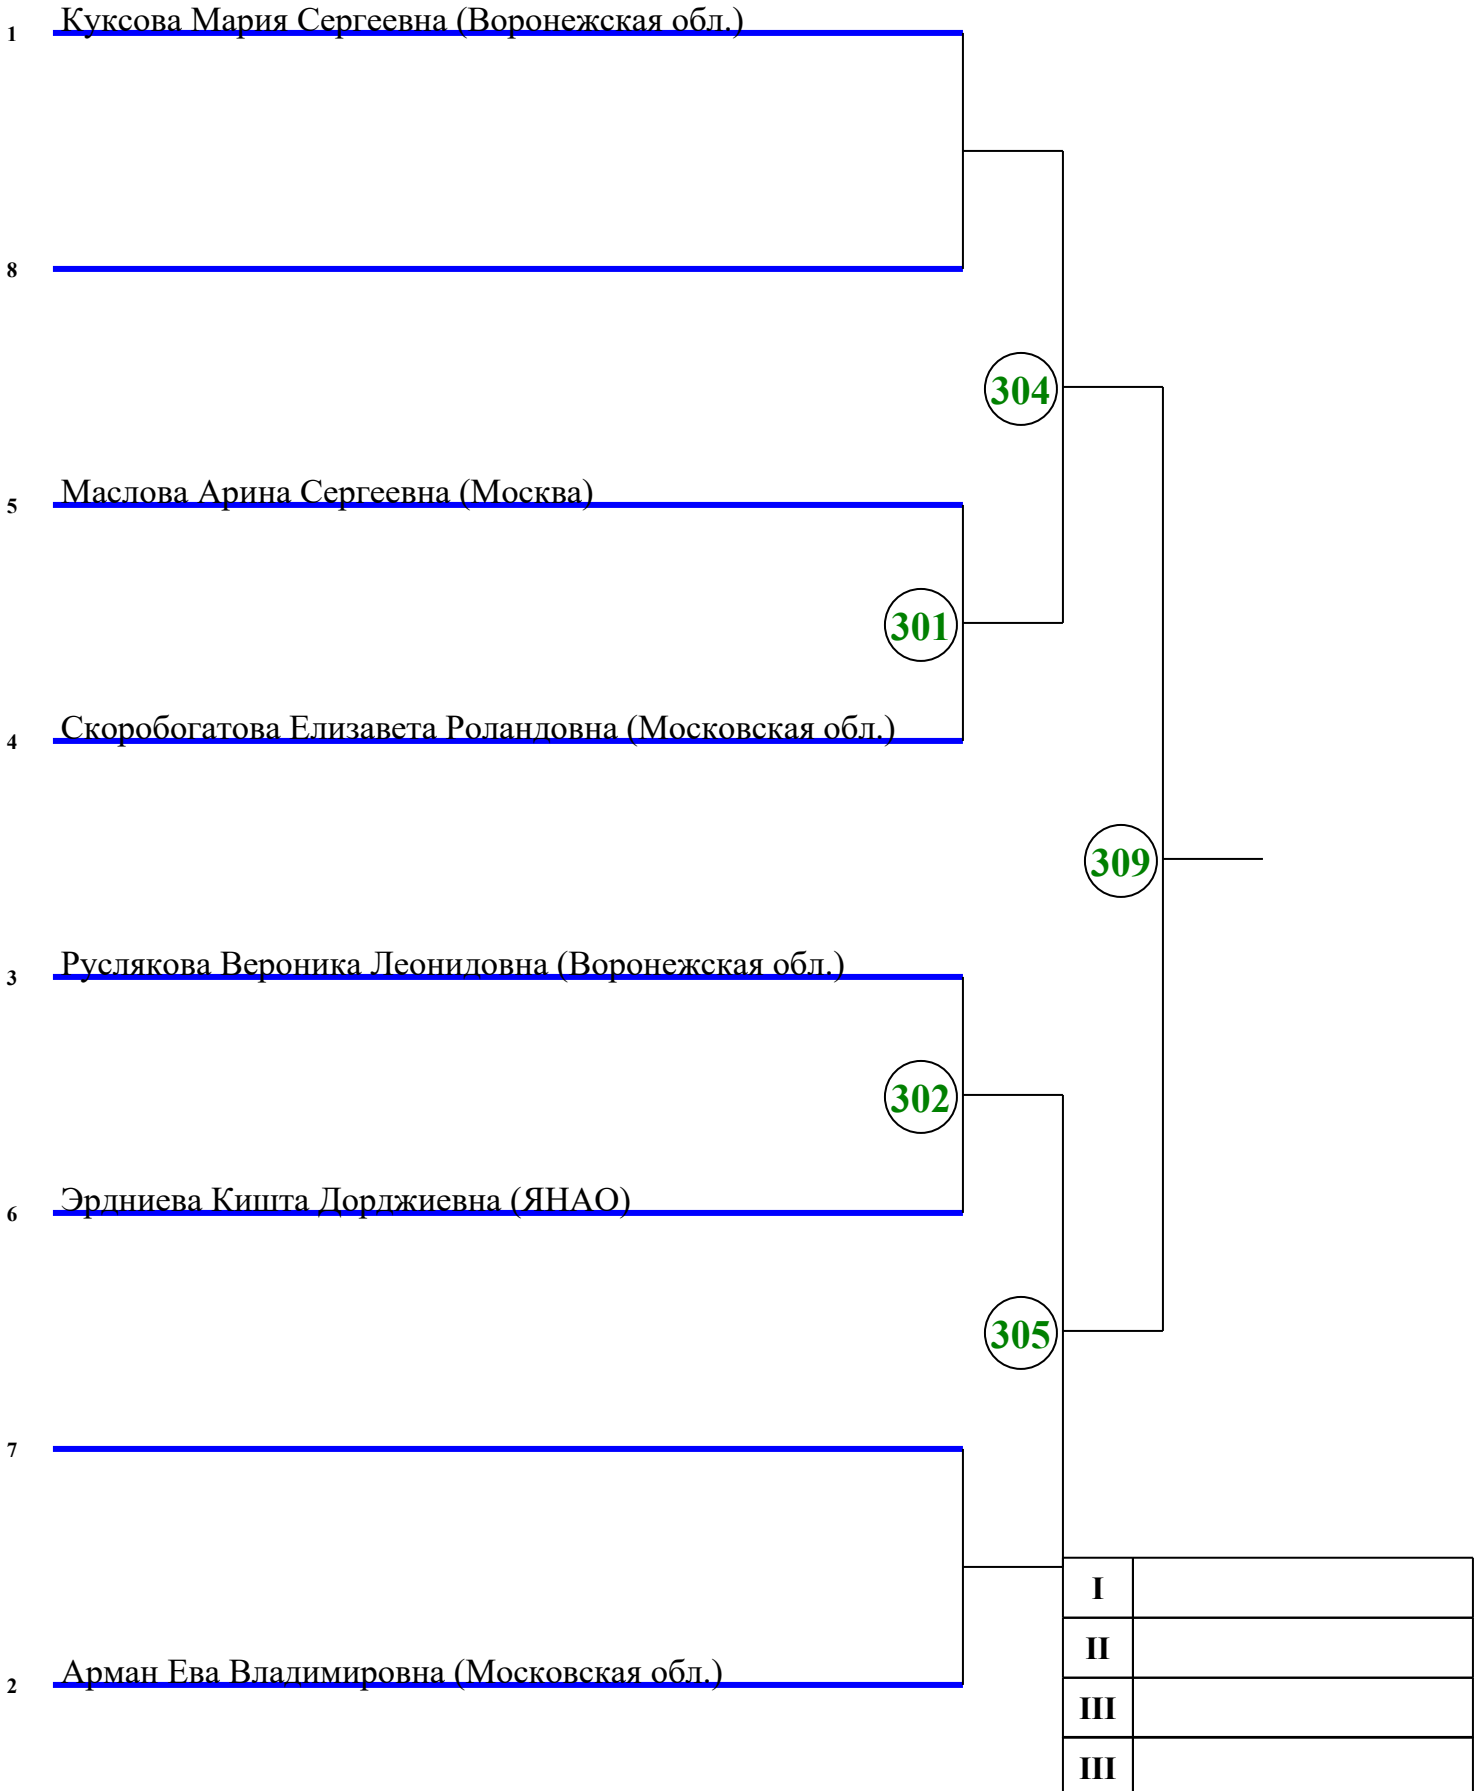 1 Куксова Мария Сергеевна (Воронежская обл.)
8
304
5 Маслова Арина Сергеевна (Москва)
301
4 Скоробогатова Елизавета Роландовна (Московская обл.)
309
3 Руслякова Вероника Леонидовна (Воронежская обл.)
302
6 Эрдниева Кишта Дорджиевна (ЯНАО)
305
7
I
II
2 Арман Ева Владимировна (Московская обл.)
III
III